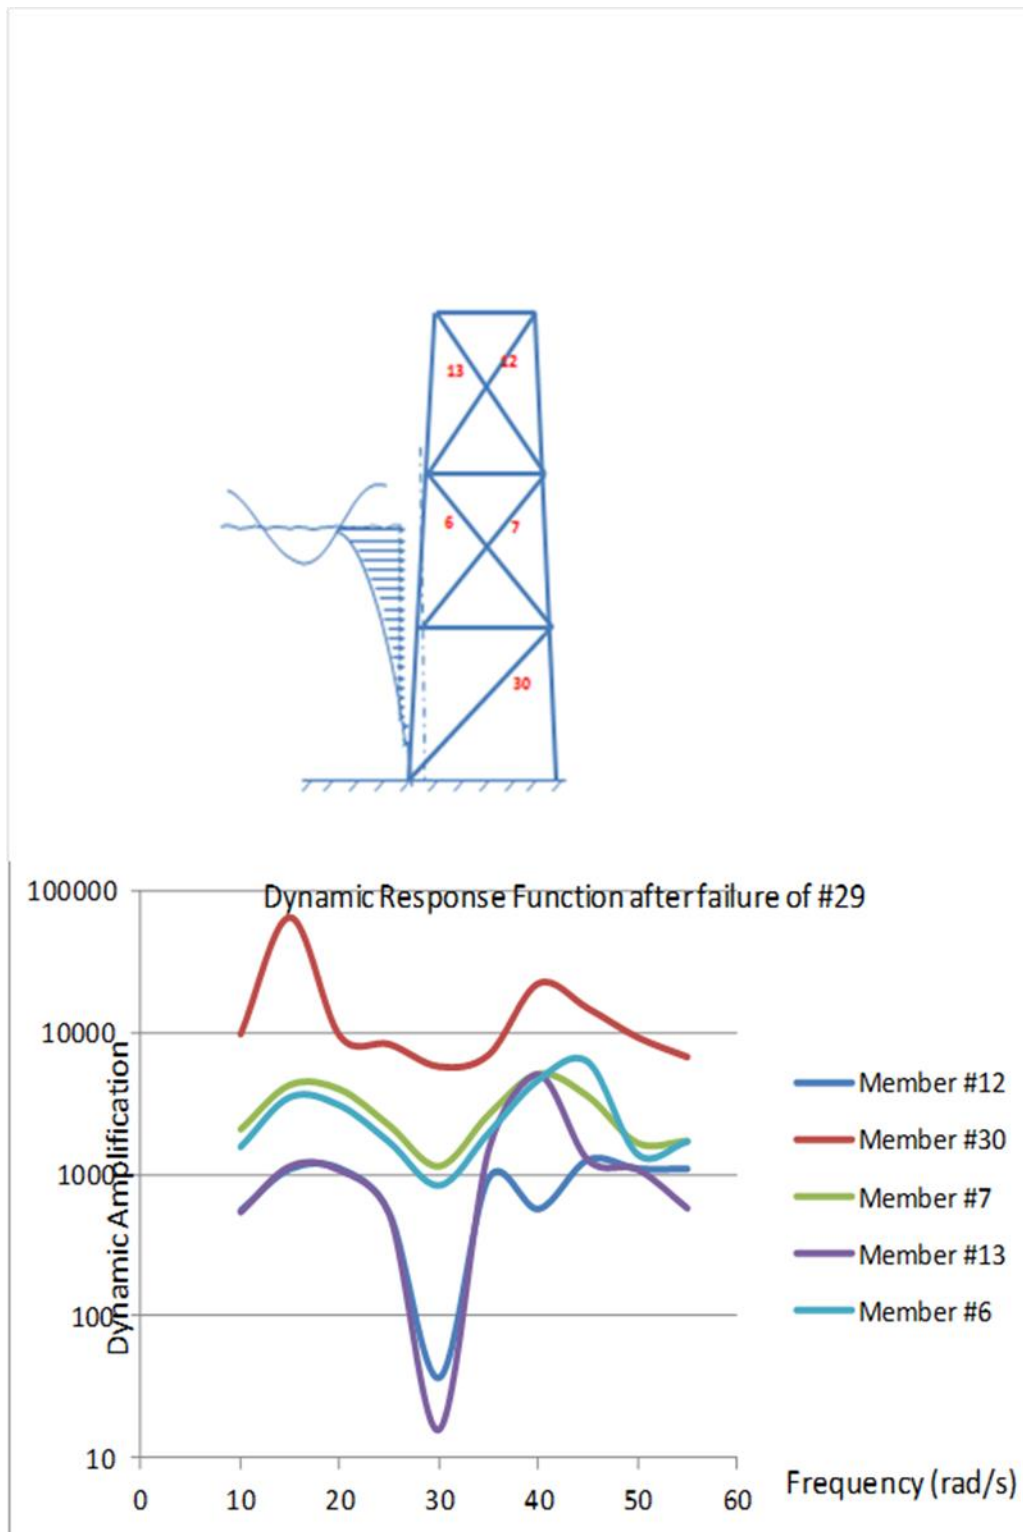 13
12
6
7
30
Dynamic Response Function after failure of #29
100000
10000
1000
100
10
Dynamic Amplification
0 10 20 30 40 50 60
Frequency (rad/s)
Member #12
Member #30
Member #7
Member #13
Member #6